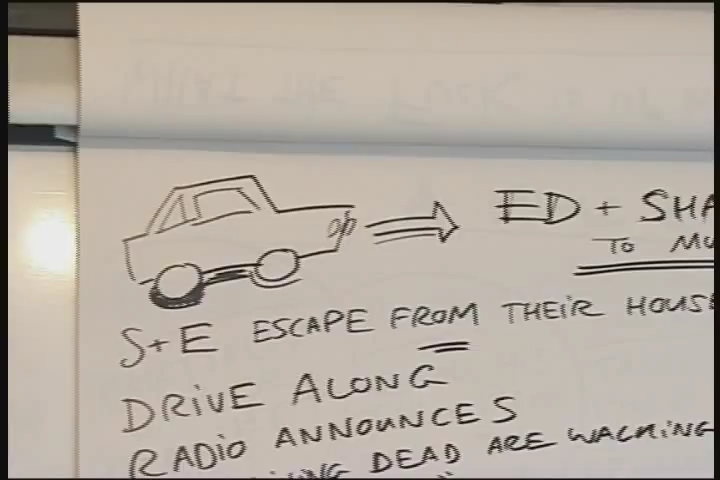 ED + SHA
TO MU
S+E ESCAPE FROM THEIR HOUSE
DRIVE ALONG
RADIO ANNOUNCES
DEAD ARE WALKING